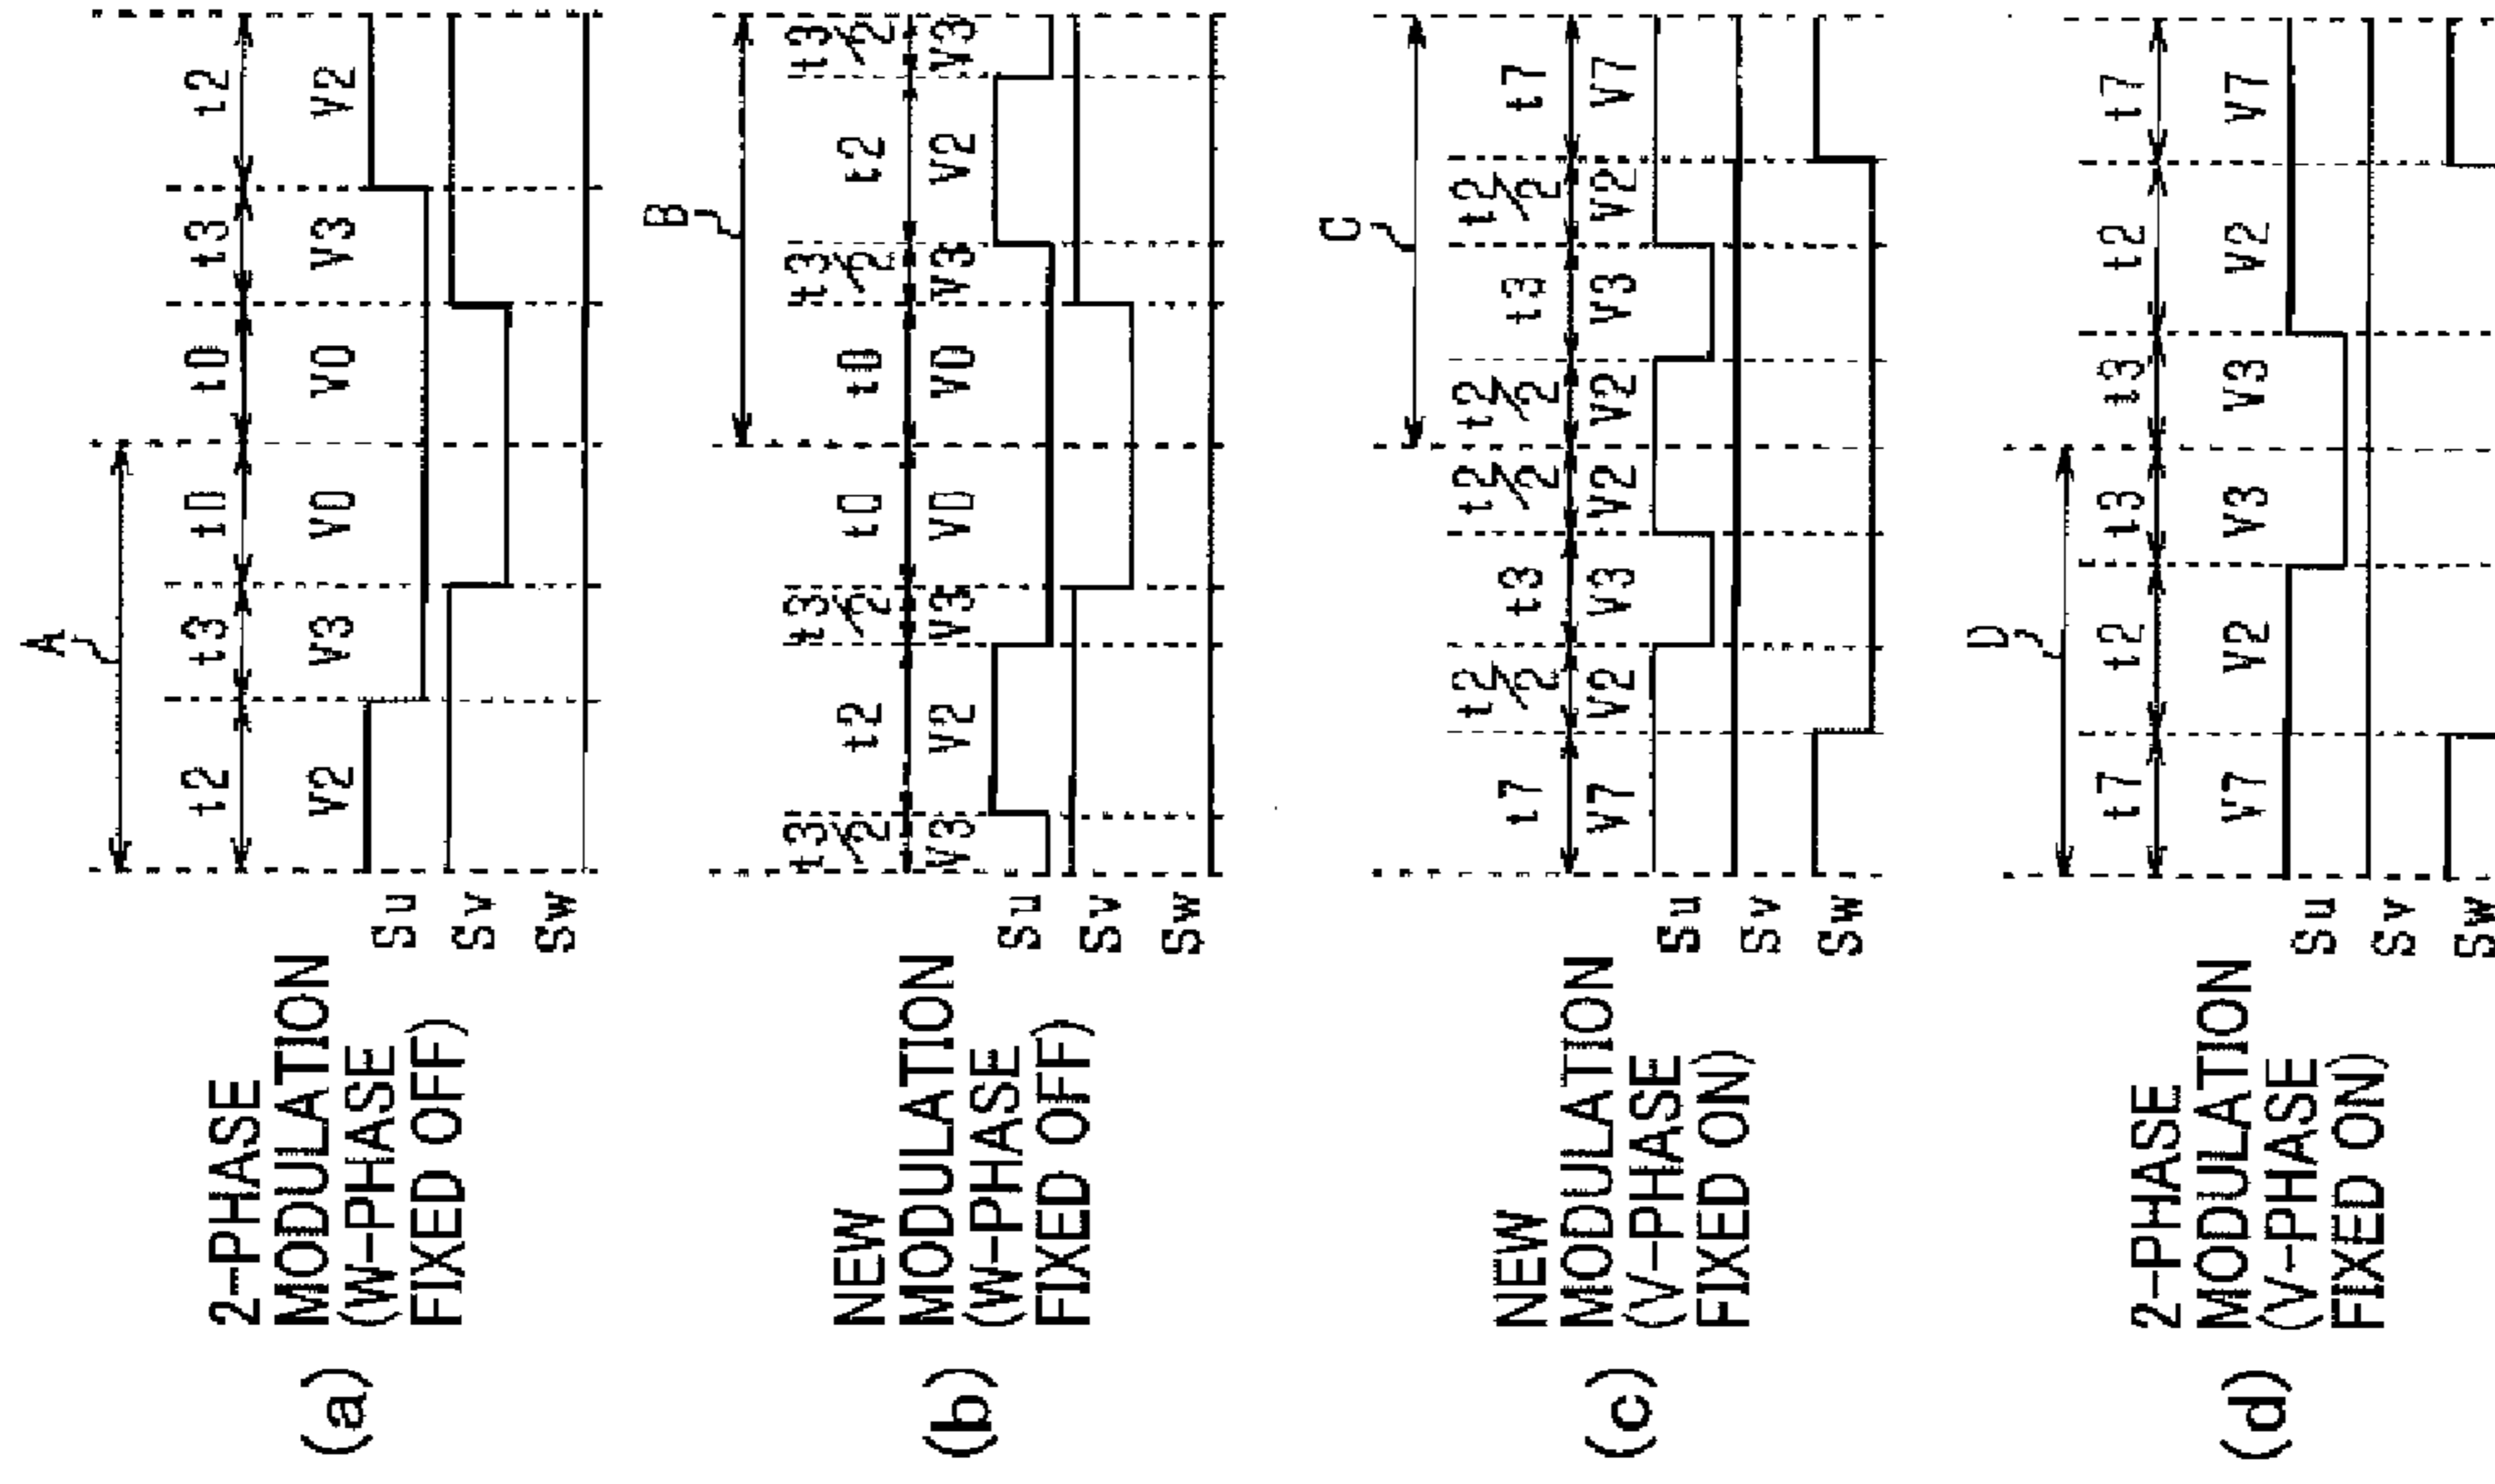 A
(a)
2-PHASE
MODULATION
(W-PHASE
FIXED OFF)
t2 t3 t0 t0 t3 t2
V2 V3 V0 V0 V3 V2
Su
Sv
Sw
B
(b)
NEW
MODULATION
(W-PHASE
FIXED OFF)
t3/2 t2 t3/2 t0 t0 t3/2 t2 t3/2
V3 V2 V3 V0 V0 V3 V2 V3
Su
Sv
Sw
C
(c)
NEW
MODULATION
(V-PHASE
FIXED ON)
t7 t2/2 t3 t2/2 t2/2 t3 t2/2 t7
V7 V2 V3 V2 V2 V3 V2 V7
Su
Sv
Sw
D
(d)
2-PHASE
MODULATION
(V-PHASE
FIXED ON)
t7 t2 t3 t3 t2 t7
V7 V2 V3 V3 V2 V7
Su
Sv
Sw